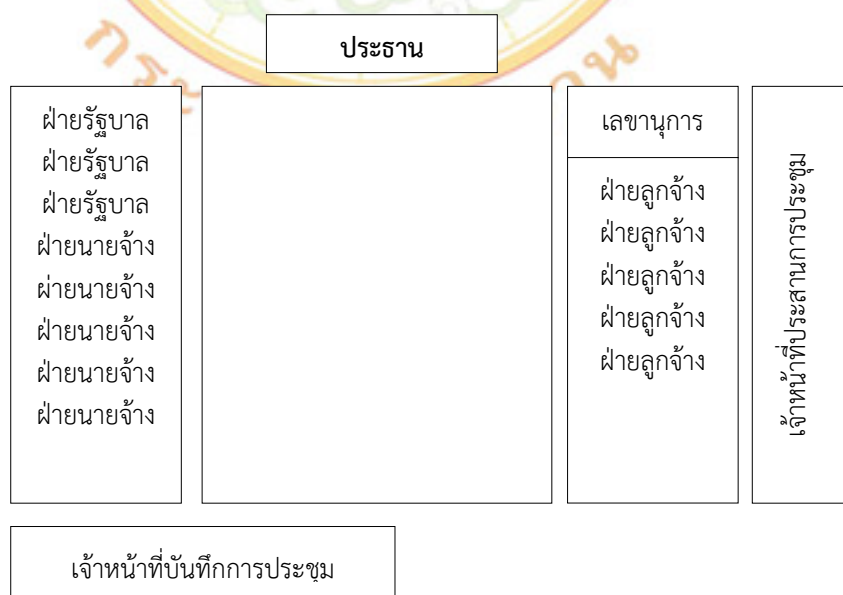 ประธาน
ฝ่ายรัฐบาล
ฝ่ายรัฐบาล
ฝ่ายรัฐบาล
ฝ่ายนายจ้าง
ผ่ายนายจ้าง
ฝ่ายนายจ้าง
ฝ่ายนายจ้าง
ฝ่ายนายจ้าง
เลขานุการ
ฝ่ายลูกจ้าง
ฝ่ายลูกจ้าง
ฝ่ายลูกจ้าง
ฝ่ายลูกจ้าง
ฝ่ายลูกจ้าง
เจ้าหน้าที่ประสานการประชุม
เจ้าหน้าที่บันทึกการประชุม